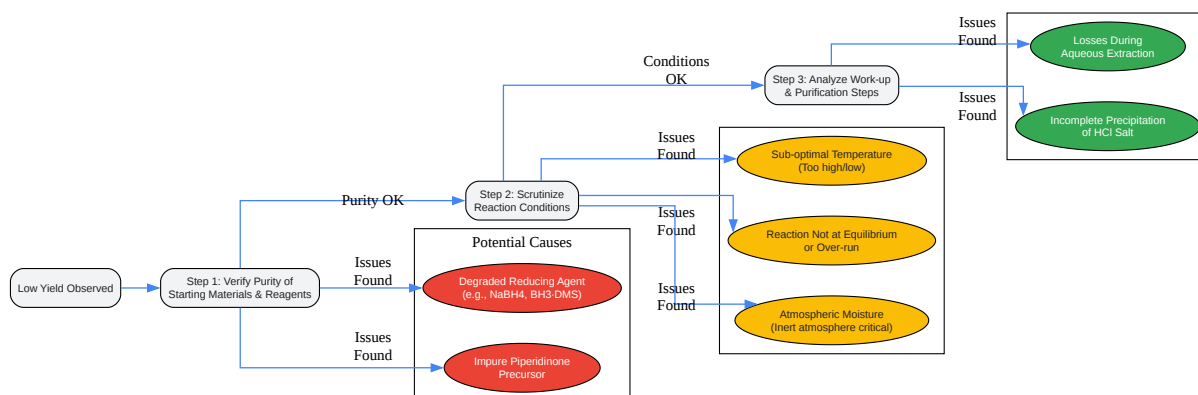 Low Yield Observed
Step 1: Verify Purity of
Starting Materials & Reagents
Purity OK
Issues
Found
Issues
Found
Potential Causes
Degraded Reducing Agent
(e.g., NaBH4, BH3·DMS)
Impure Piperidinone
Precursor
Step 2: Scrutinize
Reaction Conditions
Conditions
OK
Issues
Found
Issues
Found
Issues
Found
Sub-optimal Temperature
(Too high/low)
Reaction Not at Equilibrium
or Over-run
Atmospheric Moisture
(Inert atmosphere critical)
Step 3: Analyze Work-up
& Purification Steps
Issues
Found
Issues
Found
Losses During
Aqueous Extraction
Incomplete Precipitation
of HCl Salt